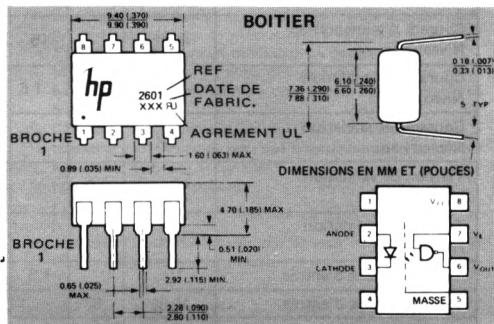 BOITIER
9.40 (.370)
9.90 (.390)
8 7 6 5
hp
2601
XXX
REF
DATE DE
FABRIC.
AGREMENT UL
BROCHE
1
1 2 3 4
1.60 (.063) MAX.
0.89 (.035) MIN
7.36 (.290)
7.88 (.310)
6.10 (.240)
6.60 (.260)
0.18 (.007)
0.33 (.013)
5° TYP
DIMENSIONS EN MM ET (POUCES)
BROCHE
1
4.70 (.185) MAX
0.51 (.020)
MIN.
2.92 (.115) MIN.
0.65 (.025)
MAX
2.28 (.090)
2.80 (.110)
1 8
ANODE 2 7
CATHODE 3 6 VOUT
4 MASSE 5